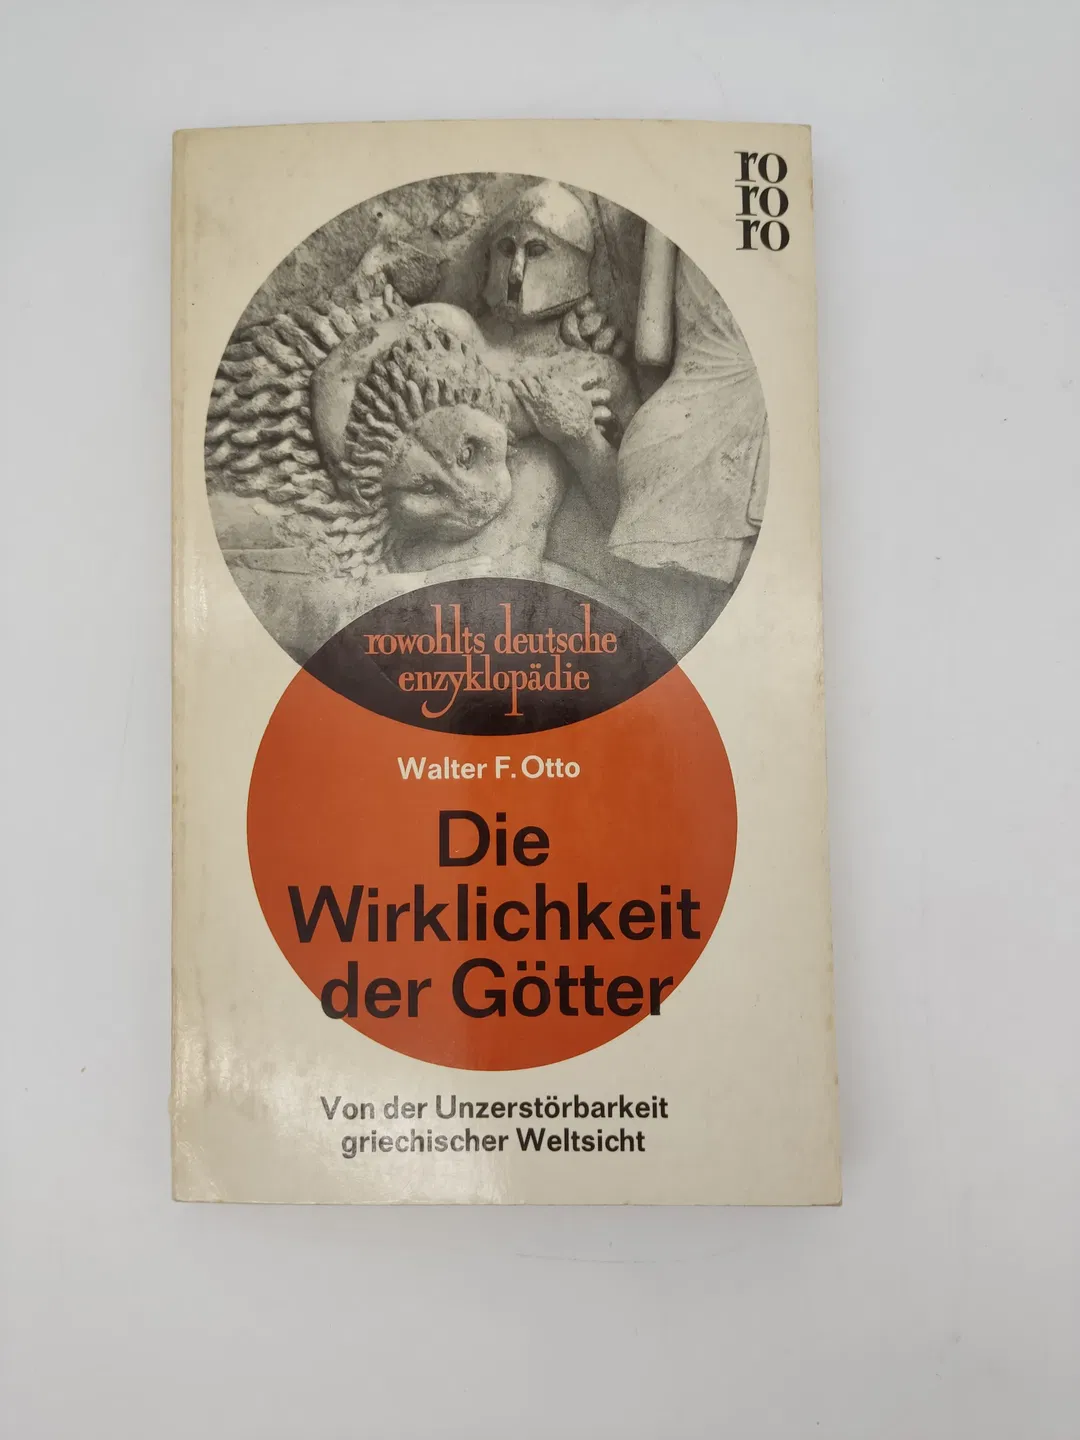 ro
ro
ro
rowohlts deutsche
enzyklopädie
Walter F. Otto
Die
Wirklichkeit
der Götter
Von der Unzerstörbarkeit
griechischer Weltsicht